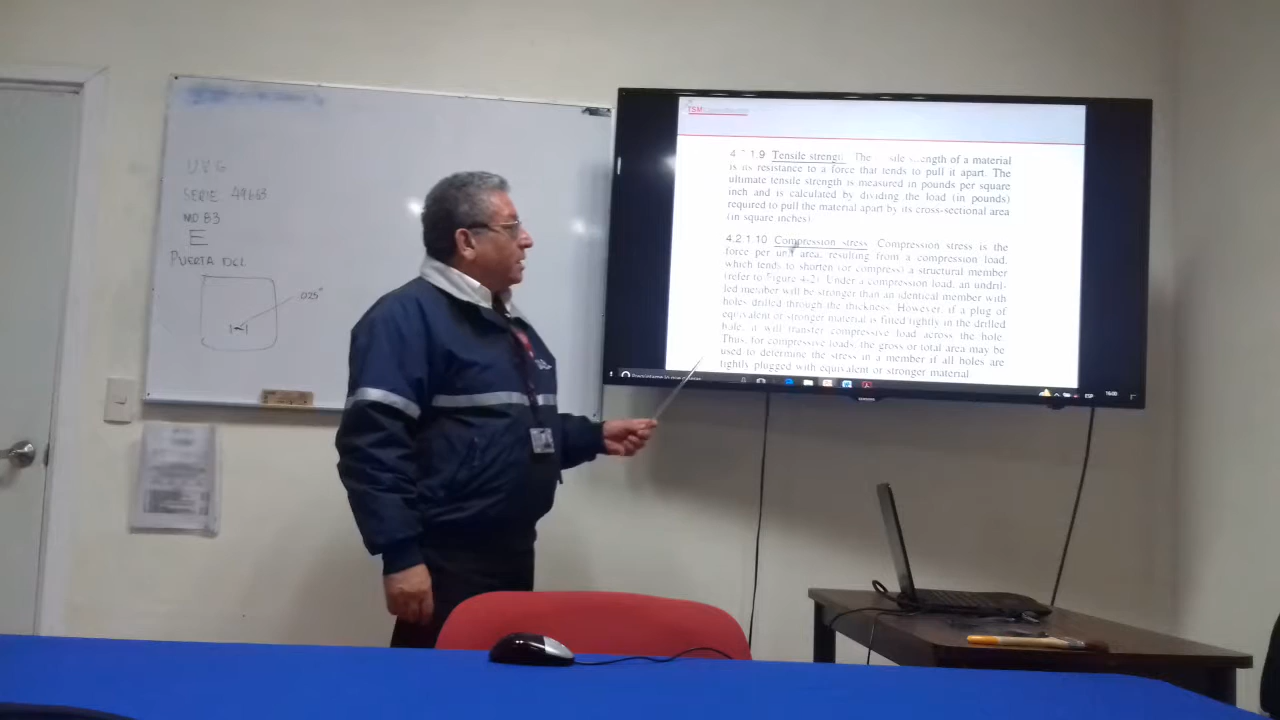 UVG
SERIE: 49663
MD B3
E
PUERTA DEL
.025"
TSM
4.2.1.9 Tensile strength The tensile strength of a material
is its resistance to a force that tends to pull it apart. The
ultimate tensile strength is measured in pounds per square
inch and is calculated by dividing the load (in pounds)
required to pull the material apart by its cross-sectional area
(in square inches)
4.2.1.10 Compression stress Compression stress is the
force per unit area, resulting from a compression load,
which tends to shorten (or compress) a structural member
(refer to Figure 4-2). Under a compression load, an undril-
led member will be stronger than an identical member with
holes drilled through the thickness. However, if a plug of
equivalent or stronger material is fitted tightly in the drilled
hole, it will transfer compressive load across the hole.
Thus, for compressive loads, the gross or total area may be
used to determine the stress in a member if all holes are
tightly plugged with equivalent or stronger material
ESP
SAMSUNG